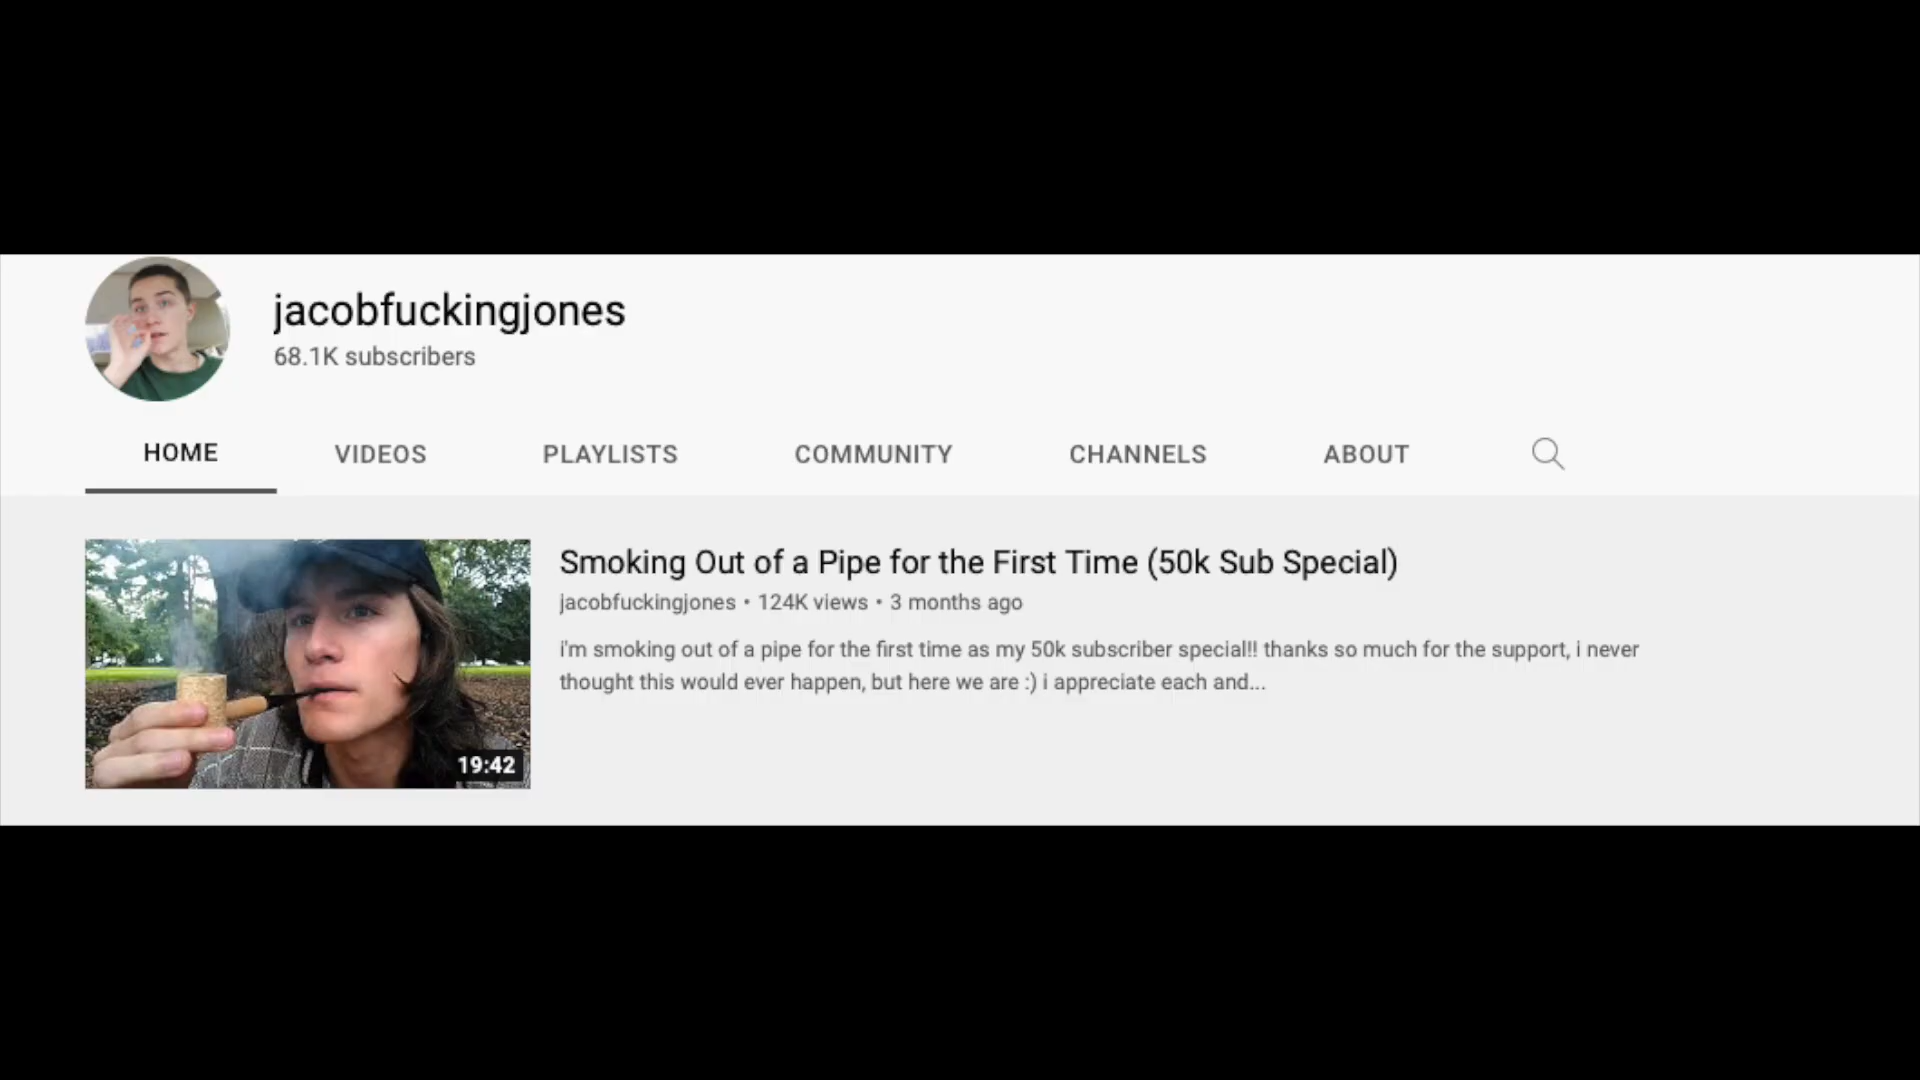 jacobfuckingjones
68.1K subscribers
HOME VIDEOS PLAYLISTS COMMUNITY CHANNELS ABOUT
Smoking Out of a Pipe for the First Time (50k Sub Special)
jacobfuckingjones • 124K views • 3 months ago
i'm smoking out of a pipe for the first time as my 50k subscriber special!! thanks so much for the support, i never
thought this would ever happen, but here we are :) i appreciate each and...
19:42